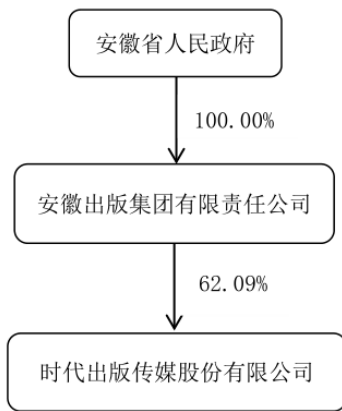 安徽省人民政府
100.00%
安徽出版集团有限责任公司
62.09%
时代出版传媒股份有限公司